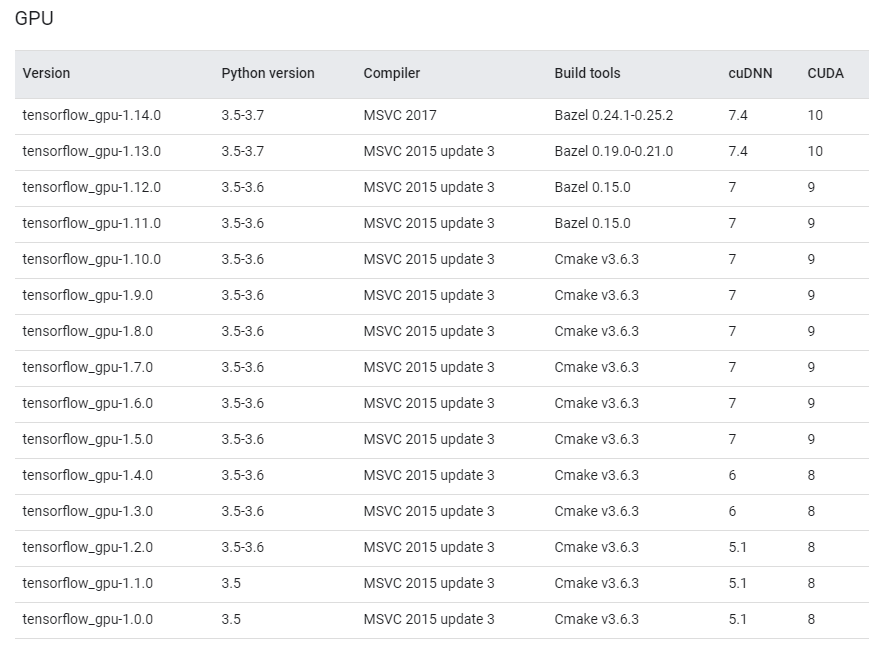 GPU
Version Python version Compiler Build tools cuDNN CUDA
tensorflow_gpu-1.14.0 3.5-3.7 MSVC 2017 Bazel 0.24.1-0.25.2 7.4 10
tensorflow_gpu-1.13.0 3.5-3.7 MSVC 2015 update 3 Bazel 0.19.0-0.21.0 7.4 10
tensorflow_gpu-1.12.0 3.5-3.6 MSVC 2015 update 3 Bazel 0.15.0 7 9
tensorflow_gpu-1.11.0 3.5-3.6 MSVC 2015 update 3 Bazel 0.15.0 7 9
tensorflow_gpu-1.10.0 3.5-3.6 MSVC 2015 update 3 Cmake v3.6.3 7 9
tensorflow_gpu-1.9.0 3.5-3.6 MSVC 2015 update 3 Cmake v3.6.3 7 9
tensorflow_gpu-1.8.0 3.5-3.6 MSVC 2015 update 3 Cmake v3.6.3 7 9
tensorflow_gpu-1.7.0 3.5-3.6 MSVC 2015 update 3 Cmake v3.6.3 7 9
tensorflow_gpu-1.6.0 3.5-3.6 MSVC 2015 update 3 Cmake v3.6.3 7 9
tensorflow_gpu-1.5.0 3.5-3.6 MSVC 2015 update 3 Cmake v3.6.3 7 9
tensorflow_gpu-1.4.0 3.5-3.6 MSVC 2015 update 3 Cmake v3.6.3 6 8
tensorflow_gpu-1.3.0 3.5-3.6 MSVC 2015 update 3 Cmake v3.6.3 6 8
tensorflow_gpu-1.2.0 3.5-3.6 MSVC 2015 update 3 Cmake v3.6.3 5.1 8
tensorflow_gpu-1.1.0 3.5 MSVC 2015 update 3 Cmake v3.6.3 5.1 8
tensorflow_gpu-1.0.0 3.5 MSVC 2015 update 3 Cmake v3.6.3 5.1 8